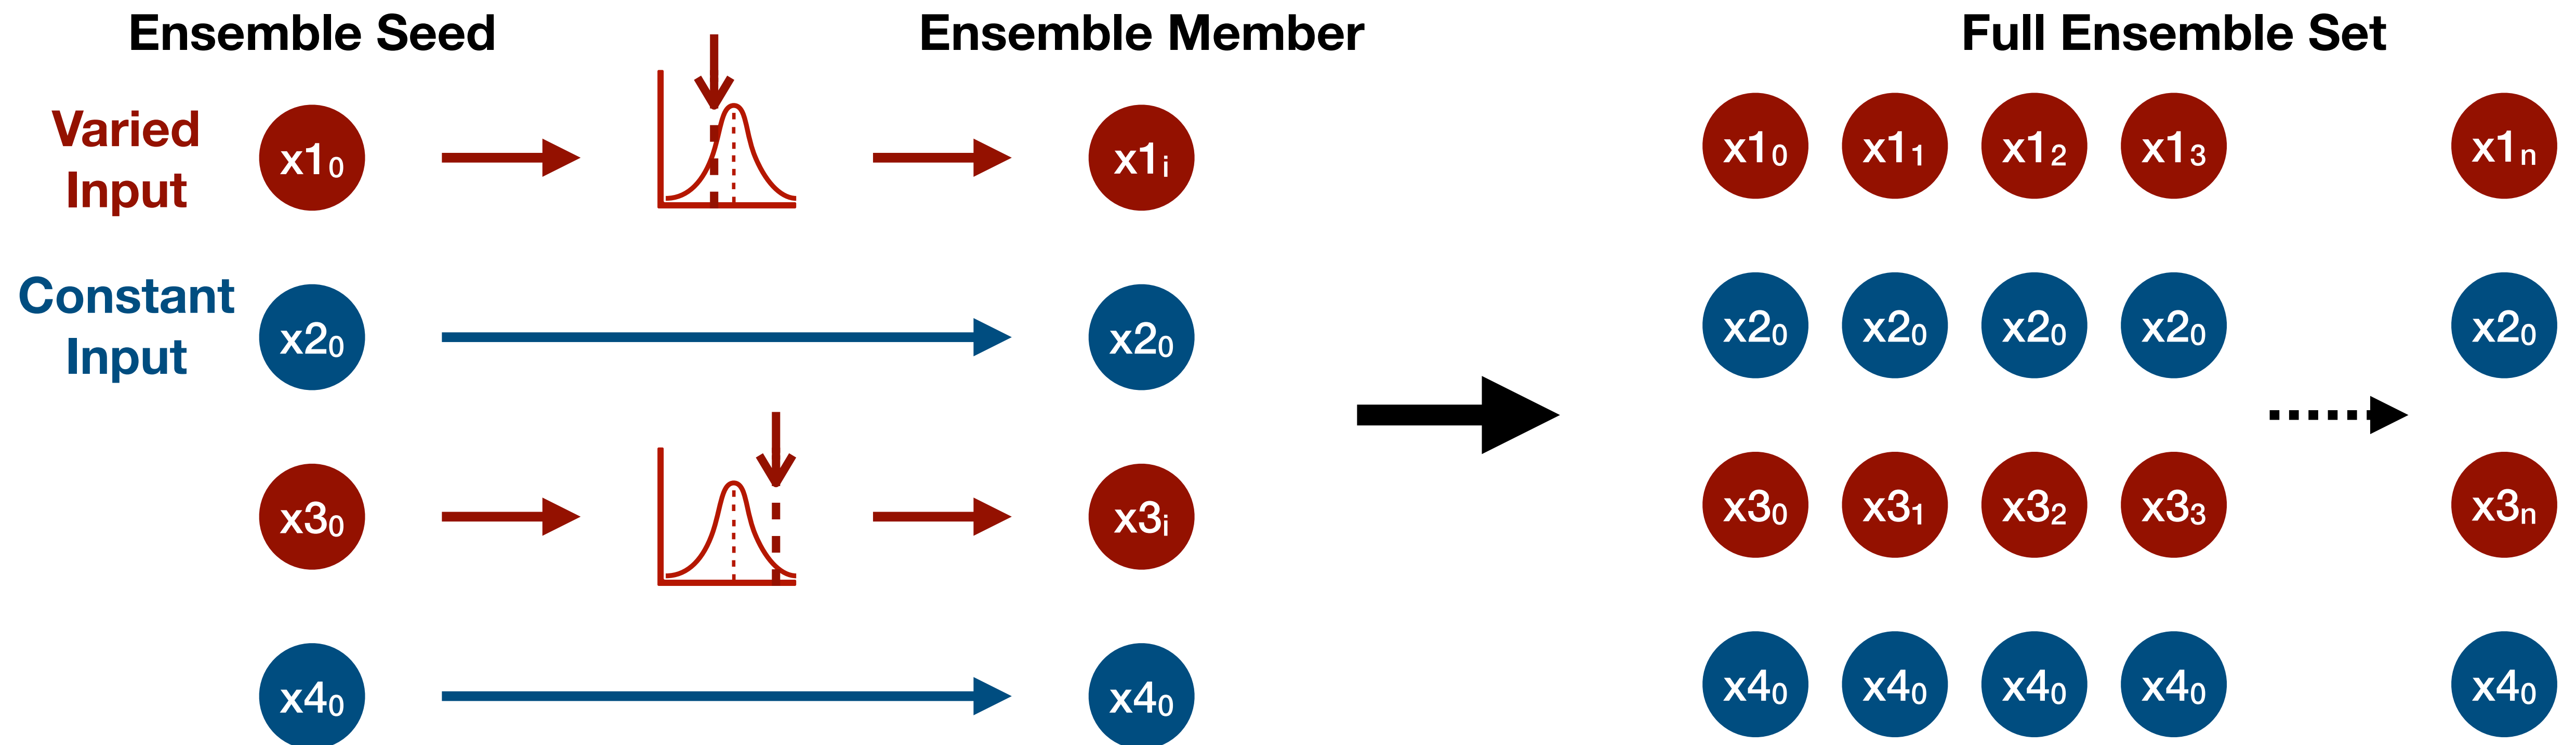 Ensemble Seed
Ensemble Member
Full Ensemble Set
Varied
Input
x1₀
x1ᵢ
x1₀ x1₁ x1₂ x1₃ x1ₙ
Constant
Input
x2₀
x2₀
x2₀ x2₀ x2₀ x2₀ x2₀
x3₀
x3ᵢ
x3₀ x3₁ x3₂ x3₃ x3ₙ
x4₀
x4₀
x4₀ x4₀ x4₀ x4₀ x4₀